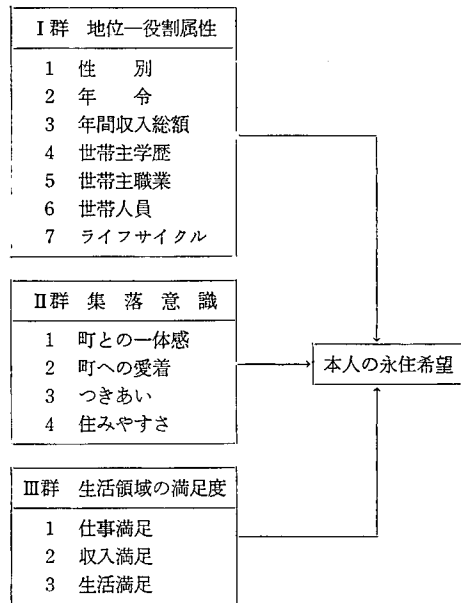 Ⅰ群 地位―役割属性
1 性別
2 年令
3 年間収入総額
4 世帯主学歴
5 世帯主職業
6 世帯人員
7 ライフサイクル
Ⅱ群 集落意識
1 町との一体感
2 町への愛着
3 つきあい
4 住みやすさ
本人の永住希望
Ⅲ群 生活領域の満足度
1 仕事満足
2 収入満足
3 生活満足